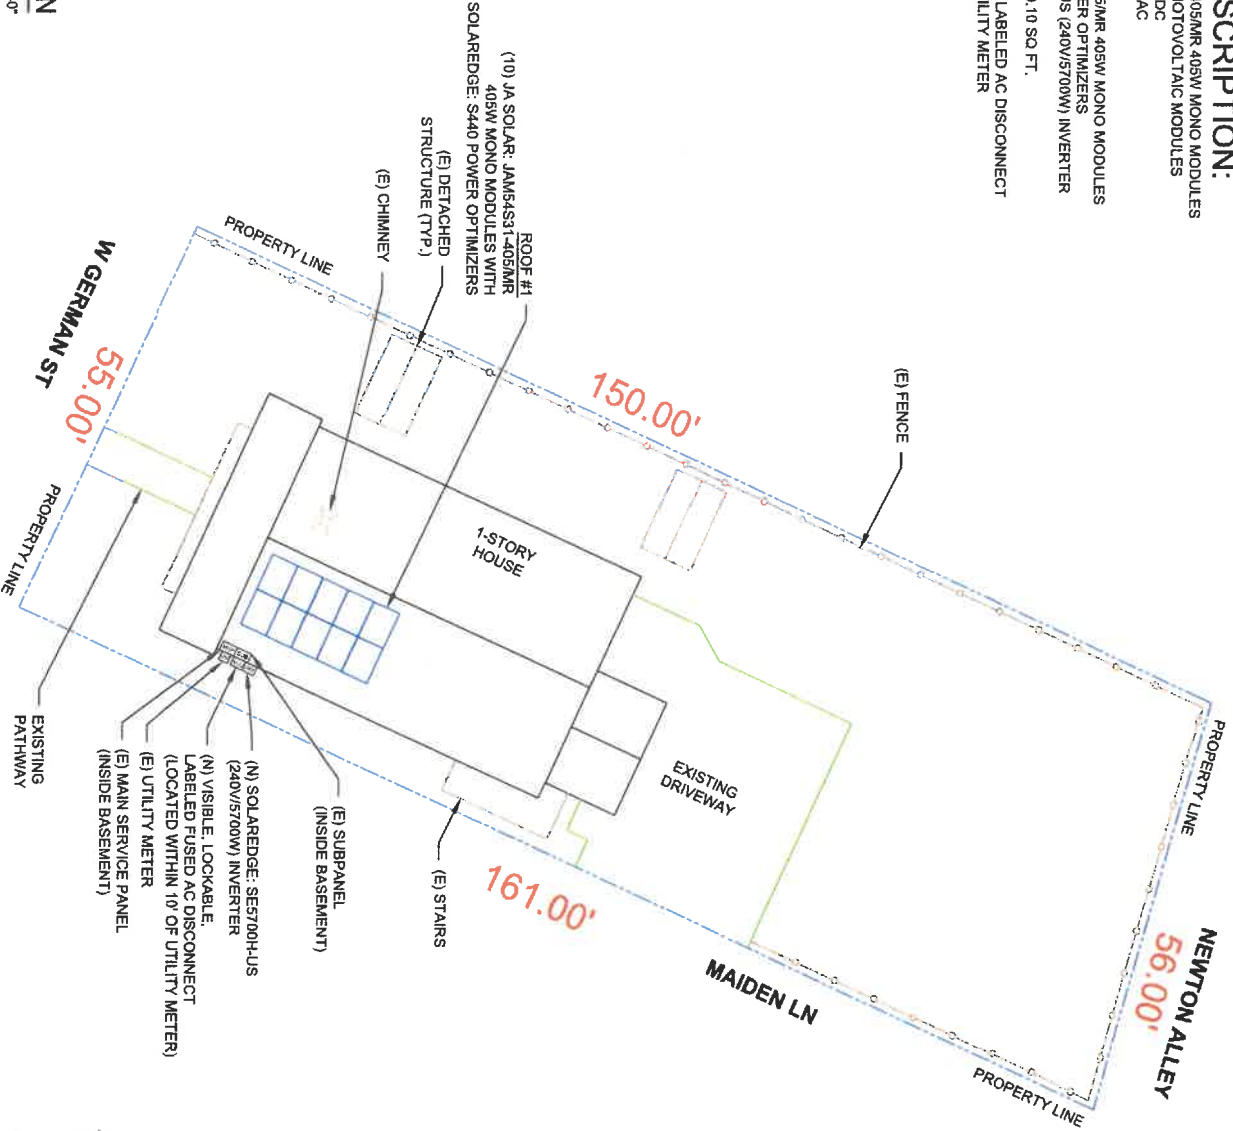 SCRIPTION:
405/MR 405W MONO MODULES
HOTOVOLTAIC MODULES
DC
AC
5/MR 405W MONO MODULES
ER OPTIMIZERS
US (240V/5700W) INVERTER
.10 SQ FT.
LABELED AC DISCONNECT
ILITY METER
N
0"
ROOF #1
(10) JA SOLAR: JAM54S31-405/MR
405W MONO MODULES WITH
SOLAREDGE: S440 POWER OPTIMIZERS
(E) DETACHED
STRUCTURE (TYP.)
(E) CHIMNEY
PROPERTY LINE
W GERMAN ST
55.00'
PROPERTY LINE
150.00'
(E) FENCE
1-STORY
HOUSE
EXISTING
DRIVEWAY
PROPERTY LINE
NEWTON ALLEY
56.00'
PROPERTY LINE
MAIDEN LN
161.00'
(E) STAIRS
(E) SUBPANEL
(INSIDE BASEMENT)
(N) SOLAREDGE: SE5700H-US
(240V/5700W) INVERTER
(N) VISIBLE, LOCKABLE,
LABELED FUSED AC DISCONNECT
(LOCATED WITHIN 10' OF UTILITY METER)
(E) UTILITY METER
(E) MAIN SERVICE PANEL
(INSIDE BASEMENT)
EXISTING
PATHWAY